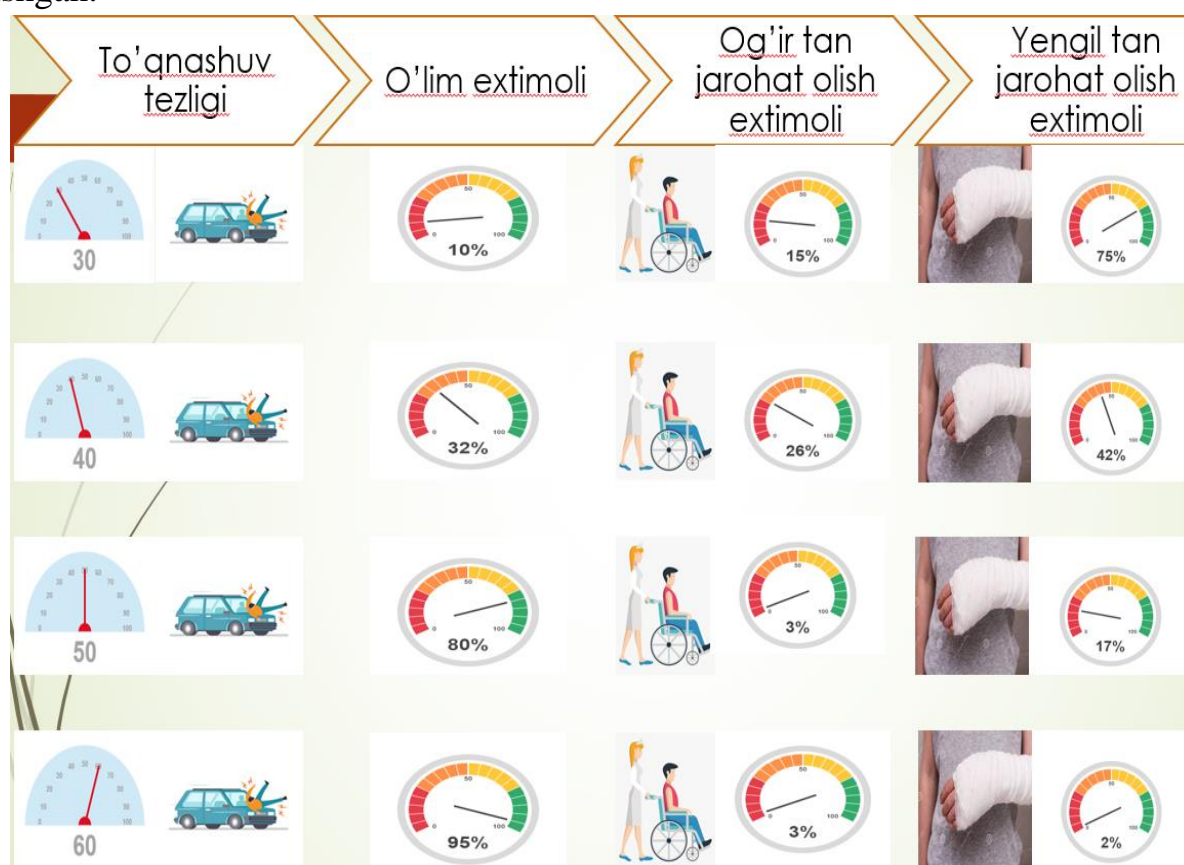 To'qnashuv
tezligi
O'lim extimoli
Og'ir tan
jarohat olish
extimoli
Yengil tan
jarohat olish
extimoli
30
10%
15%
75%
40
32%
26%
42%
50
80%
3%
17%
60
95%
3%
2%